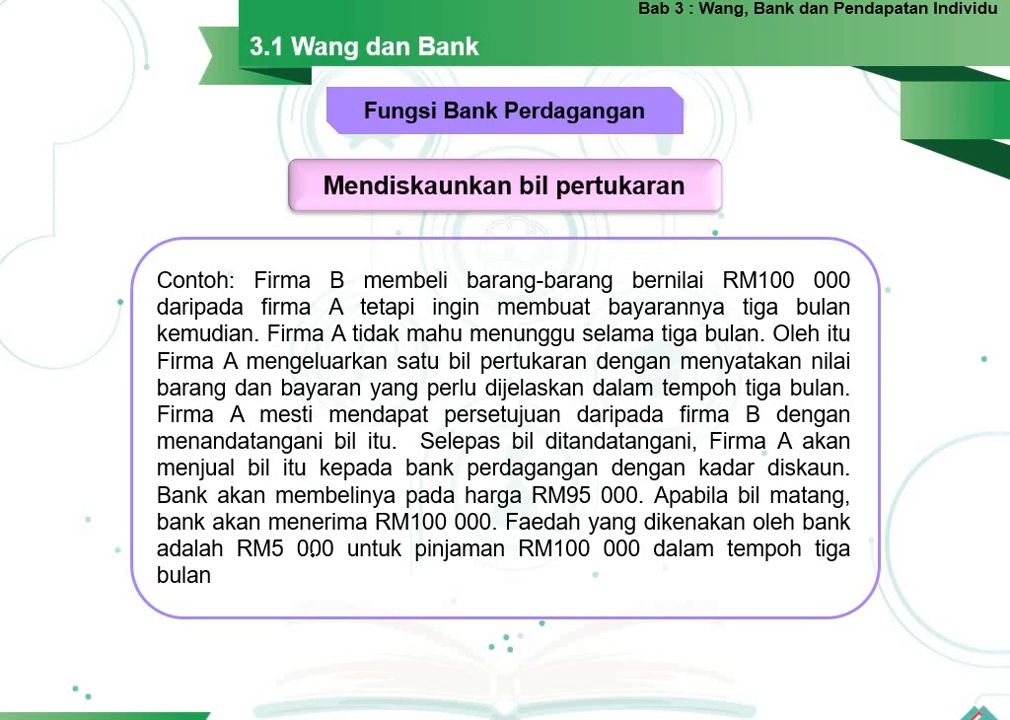 Bab 3 : Wang, Bank dan Pendapatan Individu
3.1 Wang dan Bank
Fungsi Bank Perdagangan
Mendiskaunkan bil pertukaran
Contoh: Firma B membeli barang-barang bernilai RM100 000
daripada firma A tetapi ingin membuat bayarannya tiga bulan
kemudian. Firma A tidak mahu menunggu selama tiga bulan. Oleh itu
Firma A mengeluarkan satu bil pertukaran dengan menyatakan nilai
barang dan bayaran yang perlu dijelaskan dalam tempoh tiga bulan.
Firma A mesti mendapat persetujuan daripada firma B dengan
menandatangani bil itu. Selepas bil ditandatangani, Firma A akan
menjual bil itu kepada bank perdagangan dengan kadar diskaun.
Bank akan membelinya pada harga RM95 000. Apabila bil matang,
bank akan menerima RM100 000. Faedah yang dikenakan oleh bank
adalah RM5 000 untuk pinjaman RM100 000 dalam tempoh tiga
bulan